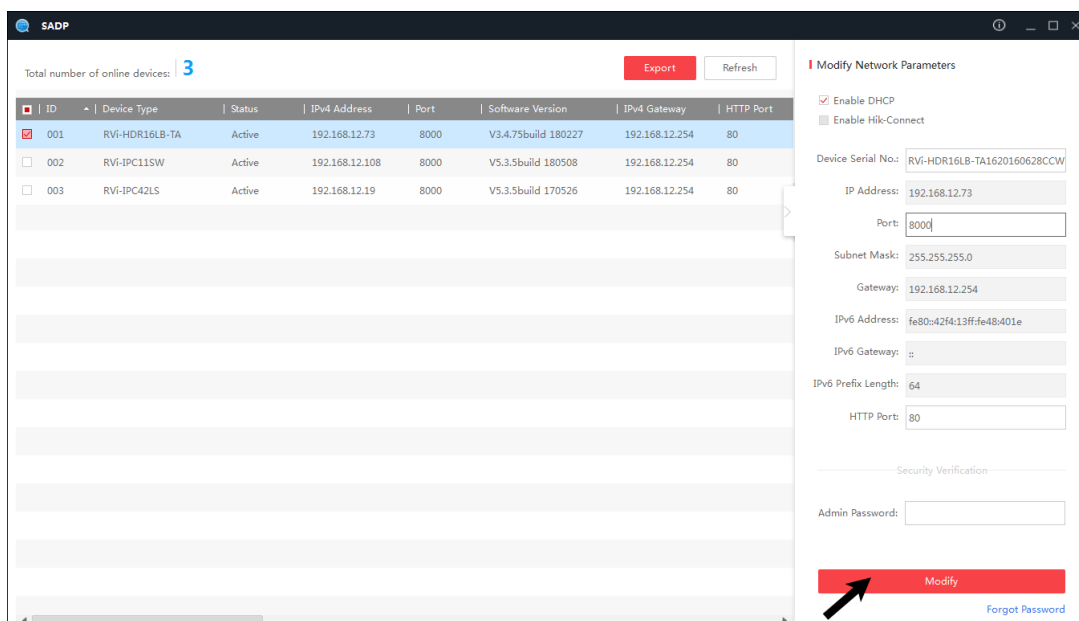 SADP
Total number of online devices: 3
Export
Refresh
ID Device Type Status IPv4 Address Port Software Version IPv4 Gateway HTTP Port
001 RVi-HDR16LB-TA Active 192.168.12.73 8000 V3.4.75build 180227 192.168.12.254 80
002 RVi-IPC11SW Active 192.168.12.108 8000 V5.3.5build 180508 192.168.12.254 80
003 RVi-IPC42LS Active 192.168.12.19 8000 V5.3.5build 170526 192.168.12.254 80
Modify Network Parameters
Enable DHCP
Enable Hik-Connect
Device Serial No.: RVi-HDR16LB-TA1620160628CCW
IP Address: 192.168.12.73
Port: 8000
Subnet Mask: 255.255.255.0
Gateway: 192.168.12.254
IPv6 Address: fe80::42f4:13ff:fe48:401e
IPv6 Gateway: ::
IPv6 Prefix Length: 64
HTTP Port: 80
Security Verification
Admin Password:
Modify
Forgot Password